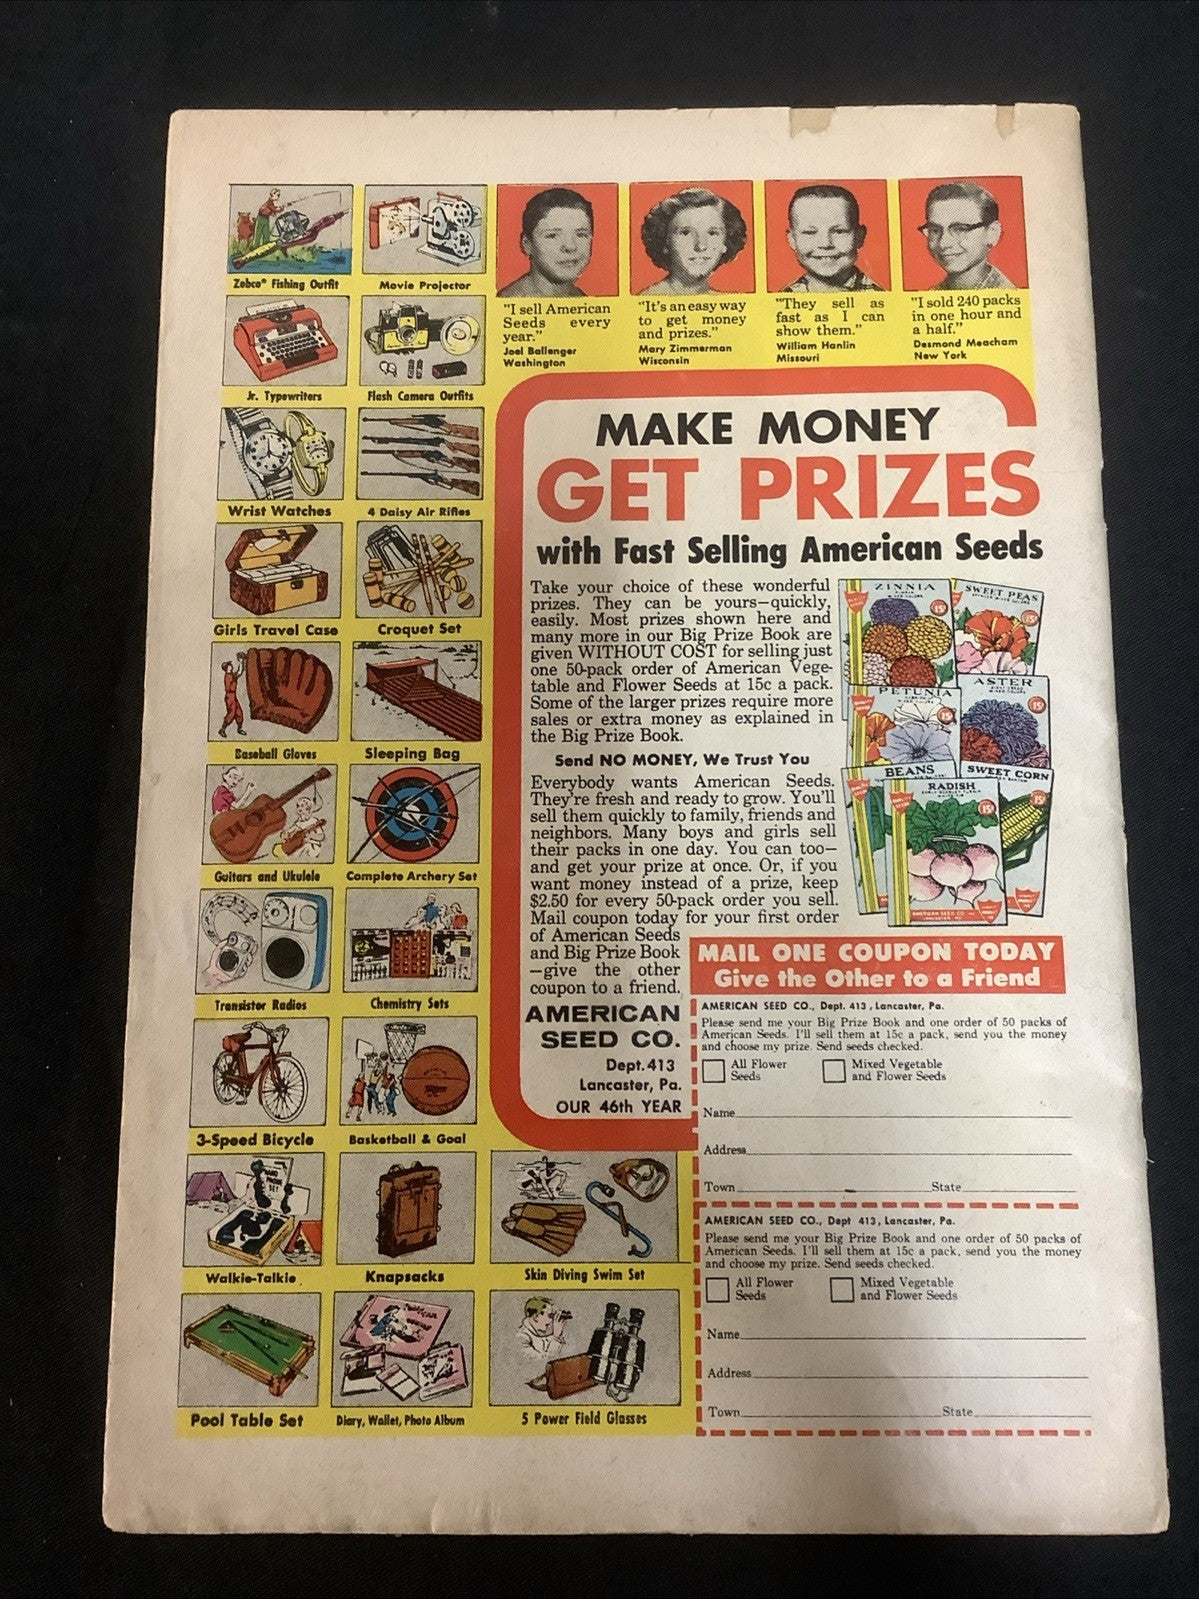 Zebco® Fishing Outfit
Movie Projector
Jr. Typewriters
Flash Camera Outfits
Wrist Watches
4 Daisy Air Rifles
Girls Travel Case
Croquet Set
Baseball Gloves
Sleeping Bag
Guitars and Ukulele
Complete Archery Set
Transistor Radios
Chemistry Sets
3-Speed Bicycle
Basketball & Goal
Walkie-Talkie
Knapsacks
Skin Diving Swim Set
Pool Table Set
Diary, Wallet, Photo Album
5 Power Field Glasses
"I sell American
Seeds every
year."
Joel Ballenger
Washington
"It's an easy way
to get money
and prizes."
Mary Zimmerman
Wisconsin
"They sell as
fast as I can
show them."
William Hanlin
Missouri
"I sold 240 packs
in one hour and
a half."
Desmond Meacham
New York
MAKE MONEY
GET PRIZES
with Fast Selling American Seeds
Take your choice of these wonderful
prizes. They can be yours—quickly,
easily. Most prizes shown here and
many more in our Big Prize Book are
given WITHOUT COST for selling just
one 50-pack order of American Vege-
table and Flower Seeds at 15c a pack.
Some of the larger prizes require more
sales or extra money as explained in
the Big Prize Book.
Send NO MONEY, We Trust You
Everybody wants American Seeds.
They're fresh and ready to grow. You'll
sell them quickly to family, friends and
neighbors. Many boys and girls sell
their packs in one day. You can too—
and get your prize at once. Or, if you
want money instead of a prize, keep
$2.50 for every 50-pack order you sell.
Mail coupon today for your first order
of American Seeds
and Big Prize Book
—give the other
coupon to a friend.
AMERICAN
SEED CO.
Dept. 413
Lancaster, Pa.
OUR 46th YEAR
ZINNIA
15¢
SWEET PEAS
15¢
PETUNIA
15¢
ASTER
15¢
BEANS
SWEET CORN
15¢
RADISH
15¢
AMERICAN SEED CO.
MAIL ONE COUPON TODAY
Give the Other to a Friend
AMERICAN SEED CO., Dept. 413, Lancaster, Pa.
Please send me your Big Prize Book and one order of 50 packs of
American Seeds. I'll sell them at 15c a pack, send you the money
and choose my prize. Send seeds checked.
All Flower
Seeds
Mixed Vegetable
and Flower Seeds
Name
Address
Town State
AMERICAN SEED CO., Dept 413, Lancaster, Pa.
Please send me your Big Prize Book and one order of 50 packs of
American Seeds. I'll sell them at 15c a pack, send you the money
and choose my prize. Send seeds checked.
All Flower
Seeds
Mixed Vegetable
and Flower Seeds
Name
Address
Town State